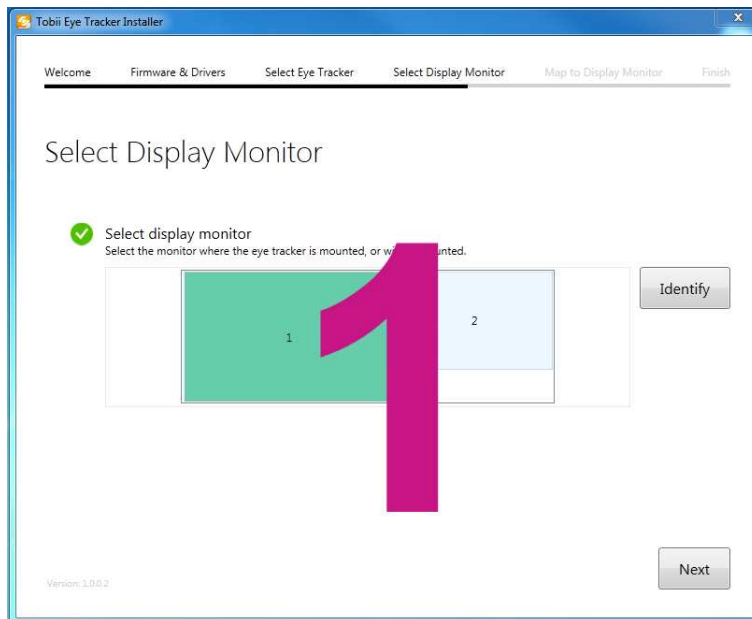 Tobii Eye Tracker Installer
Welcome Firmware & Drivers Select Eye Tracker Select Display Monitor Map to Display Monitor Finish
Select Display Monitor
Select display monitor
Select the monitor where the eye tracker is mounted, or
Identify
1
2
1
Next
Version: 1.0.0.2